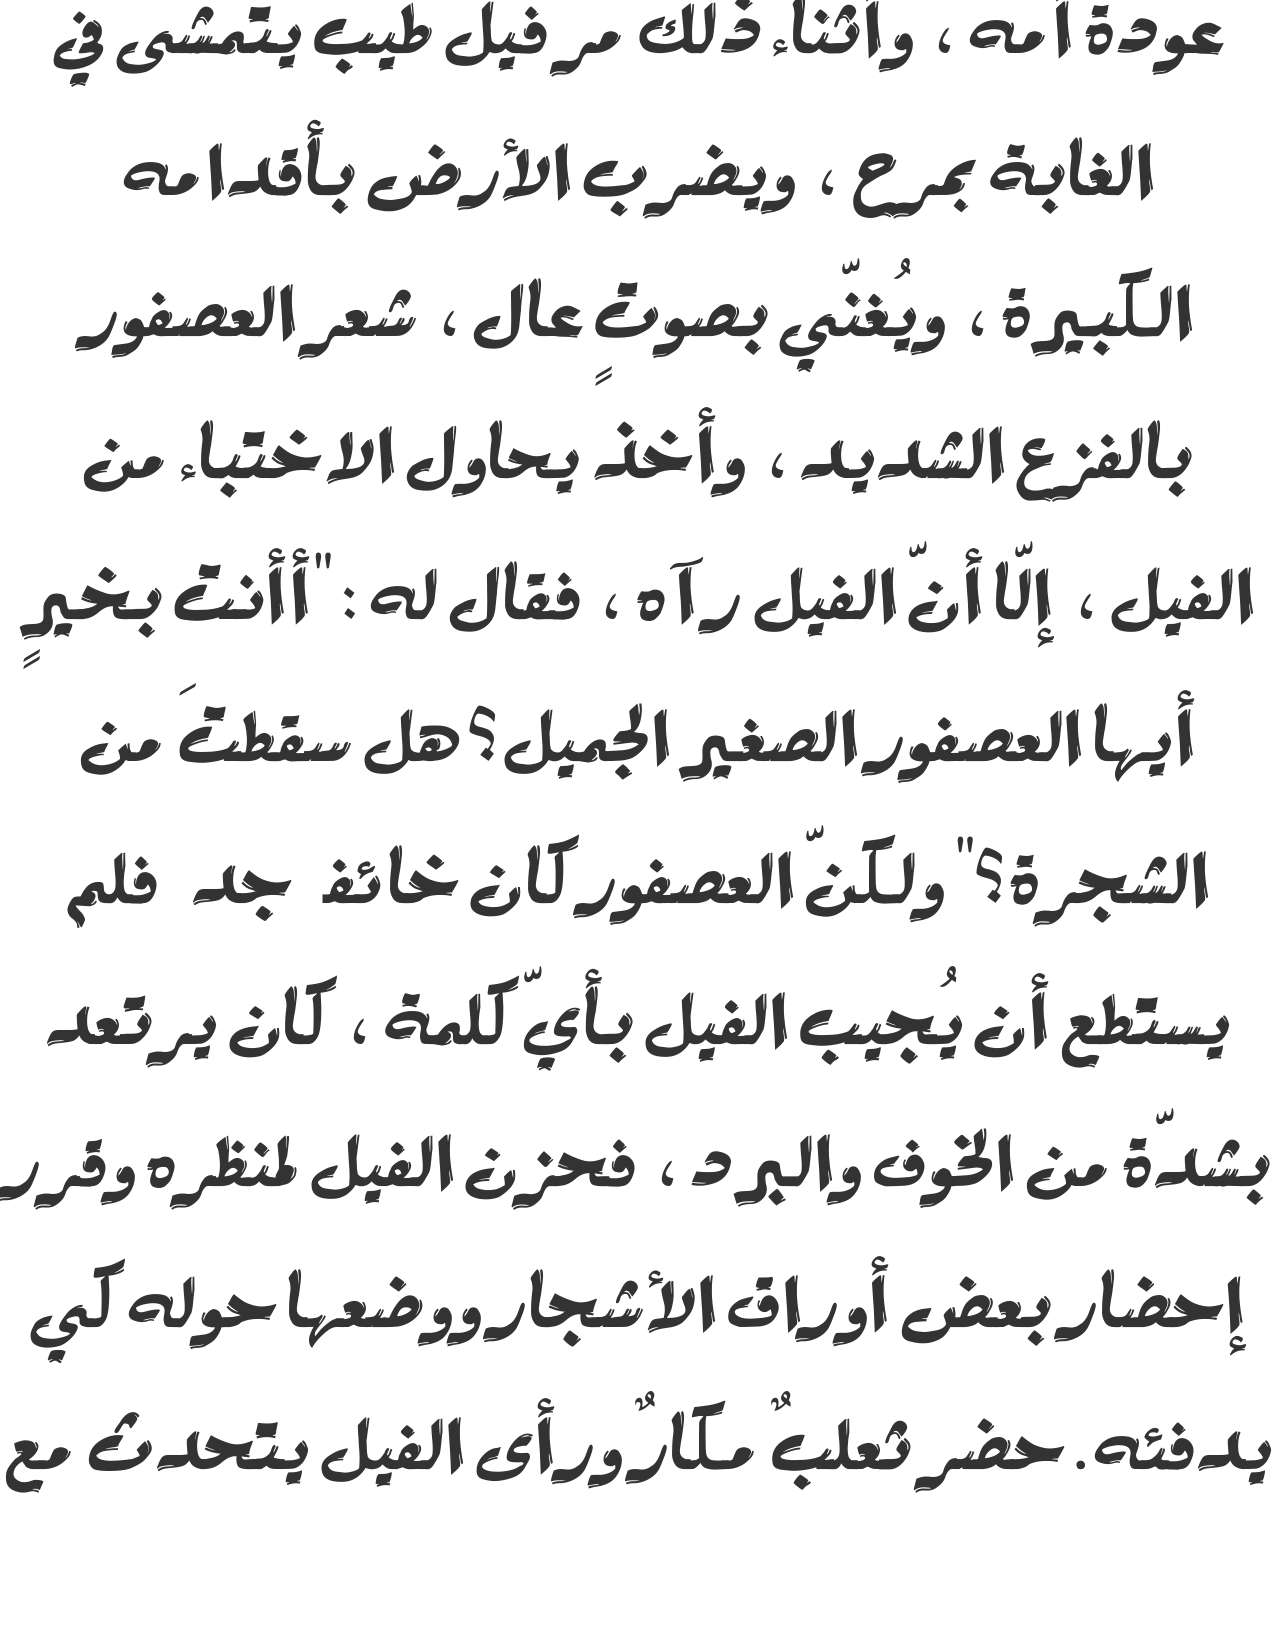 عودة أمه ، وأثناء ذلك مر فيل طيب يتمشى في
الغابة بمرح ، ويضرب الأرض بأقدامه
الكبيرة ، ويُغنّي بصوتٍ عال ، شعر العصفور
بالفزع الشديد ، وأخذ يحاول الاختباء من
الفيل ، إلّا أنّ الفيل رآه ، فقال له : "أأنت بخيرٍ
أيها العصفور الصغير الجميل؟ هل سقطتَ من
الشجرة؟" ولكنّ العصفور كان خائف جد فلم
يستطع أن يُجيب الفيل بأيّ كلمة ، كان يرتعد
بشدّة من الخوف والبرد ، فحزن الفيل لمنظره وقرر
إحضار بعض أوراق الأشجار ووضعها حوله كي
يدفئه. حضر ثعلبٌ مكارٌ ورأى الفيل يتحدث مع